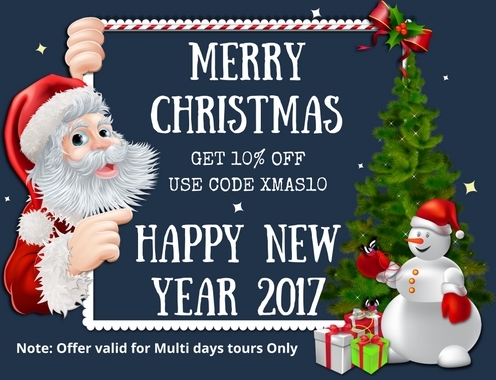 MERRY
CHRISTMAS
GET 10% OFF
USE CODE XMAS10
HAPPY NEW
YEAR 2017
Note: Offer valid for Multi days tours Only